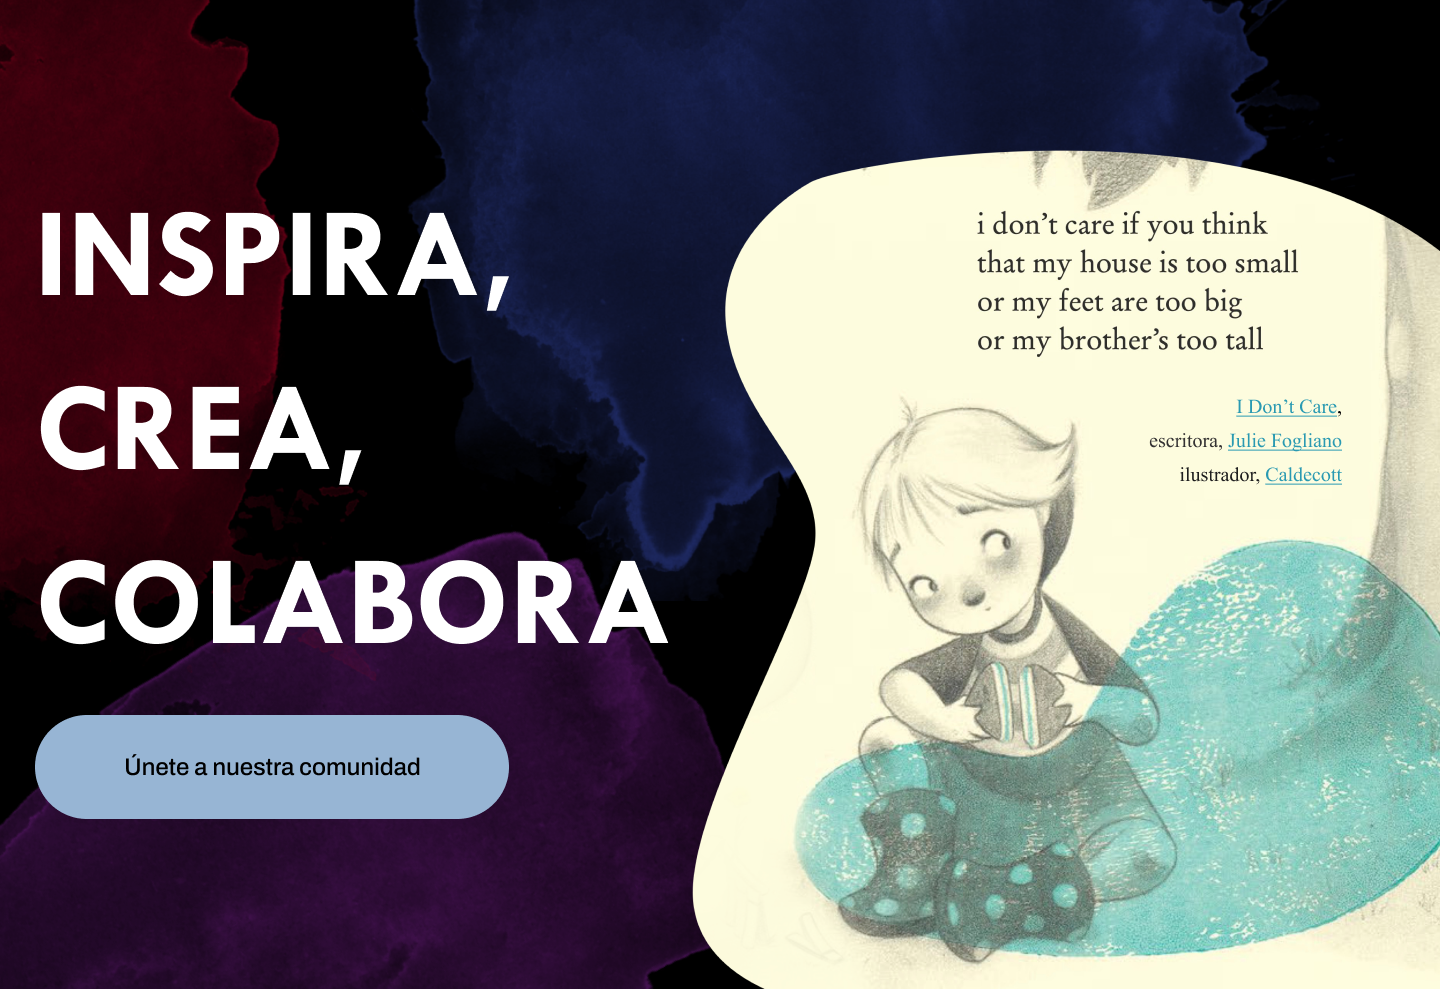 INSPIRA,
CREA,
COLABORA
Únete a nuestra comunidad
i don’t care if you think
that my house is too small
or my feet are too big
or my brother’s too tall
I Don’t Care,
escritora, Julie Fogliano
ilustrador, Caldecott